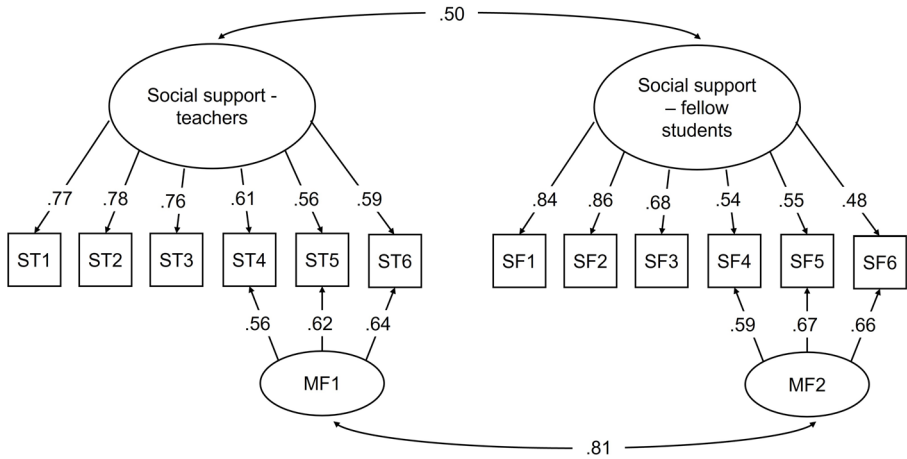 .50
Social support -
teachers
Social support
– fellow
students
.77 .78 .76 .61 .56 .59 .84 .86 .68 .54 .55 .48
ST1 ST2 ST3 ST4 ST5 ST6 SF1 SF2 SF3 SF4 SF5 SF6
.56 .62 .64 .59 .67 .66
MF1 MF2
.81